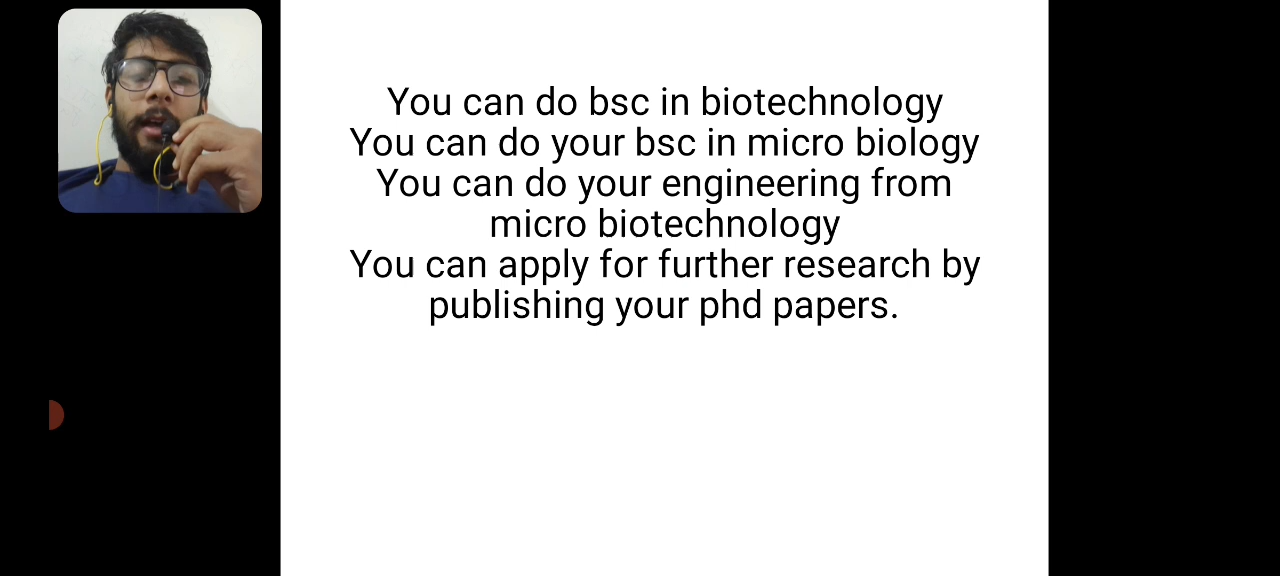 You can do bsc in biotechnology
You can do your bsc in micro biology
You can do your engineering from
micro biotechnology
You can apply for further research by
publishing your phd papers.